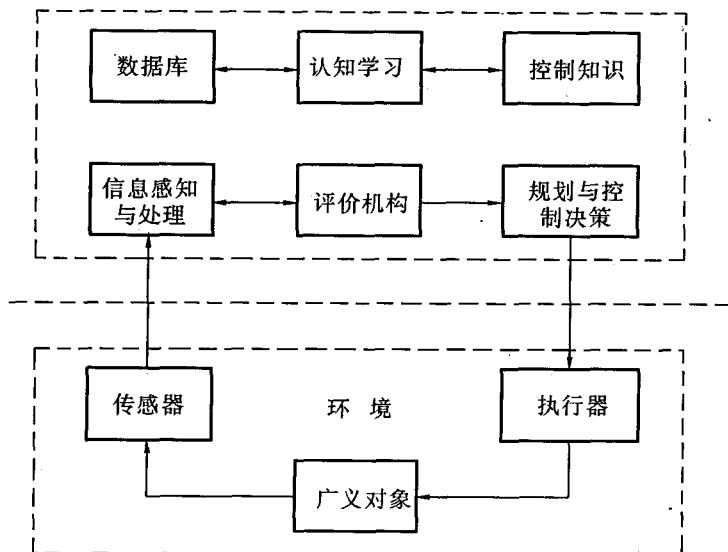 数据库
认知学习
控制知识
信息感知
与处理
评价机构
规划与控
制决策
传感器
环 境
执行器
广义对象